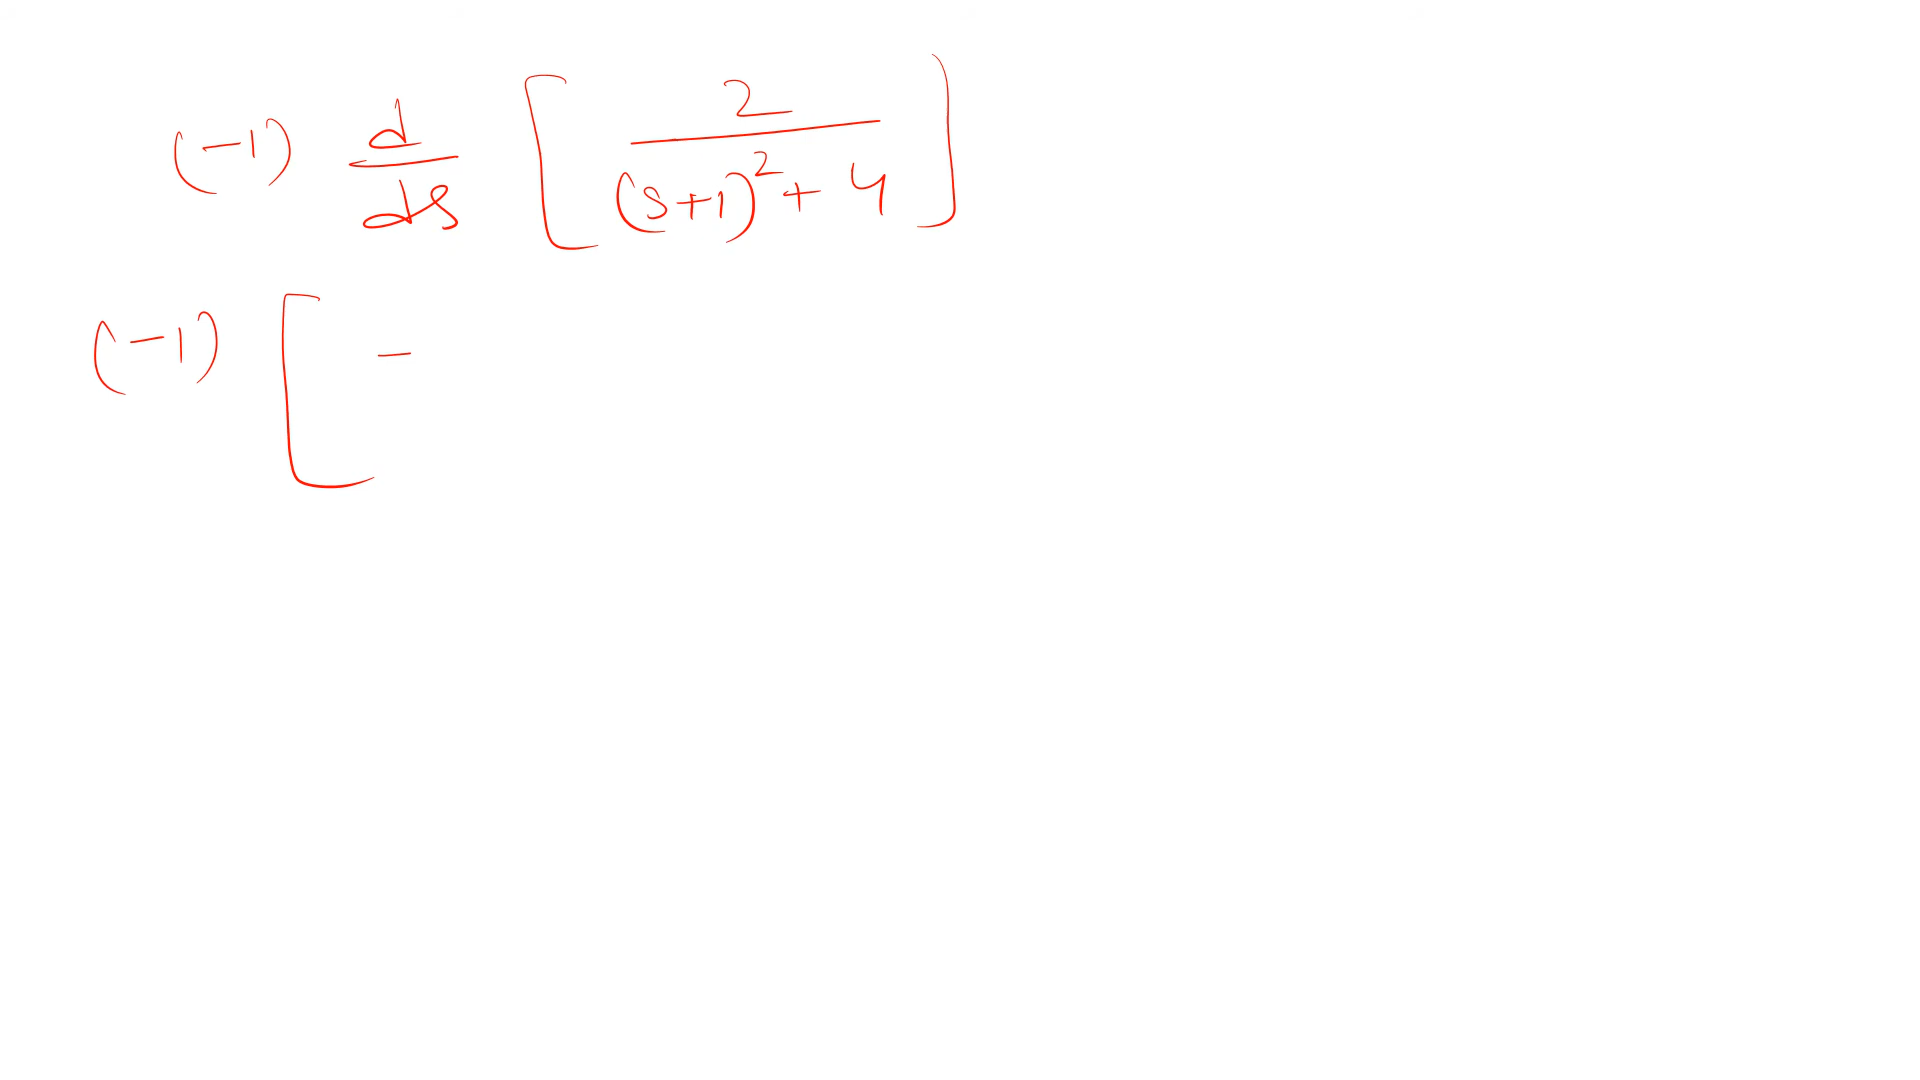 (-1) d/ds [ 2/((s+1)² + 4) ]
(-1) [ -